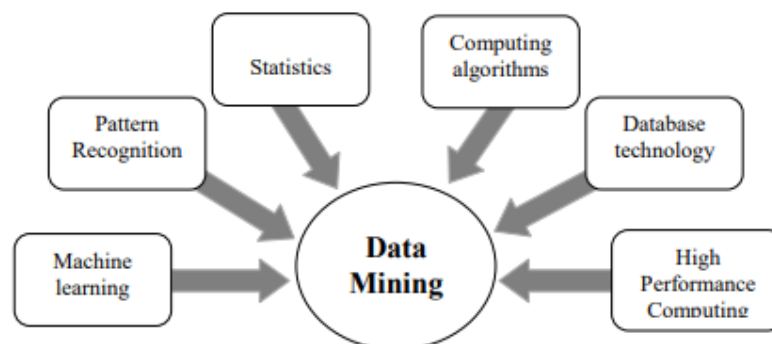 Statistics
Computing
algorithms
Pattern
Recognition
Database
technology
Machine
learning
Data
Mining
High
Performance
Computing